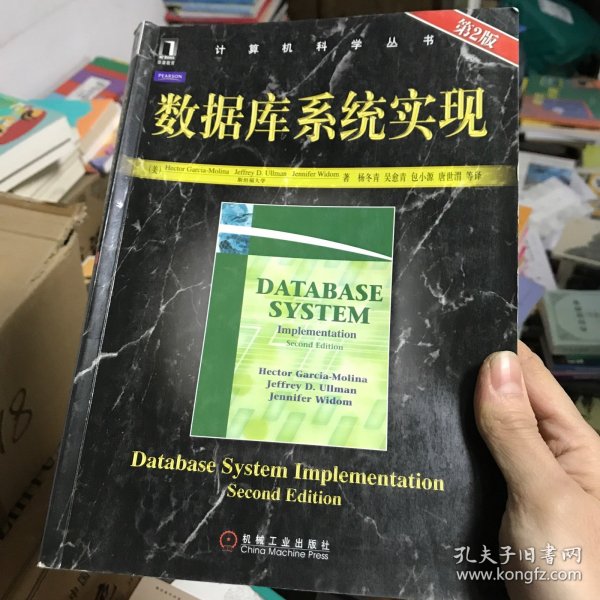 计算机科学丛书
第2版
华章教育
PEARSON
数据库系统实现
(美) Hector Garcia-Molina Jeffrey D. Ullman Jennifer Widom 著 杨冬青 吴愈青 包小源 唐世渭 等译
斯坦福大学
DATABASE
SYSTEM
Implementation
Second Edition
Hector Garcia-Molina
Jeffrey D. Ullman
Jennifer Widom
Database System Implementation
Second Edition
机械工业出版社
China Machine Press
孔夫子旧书网
www.kongfz.com